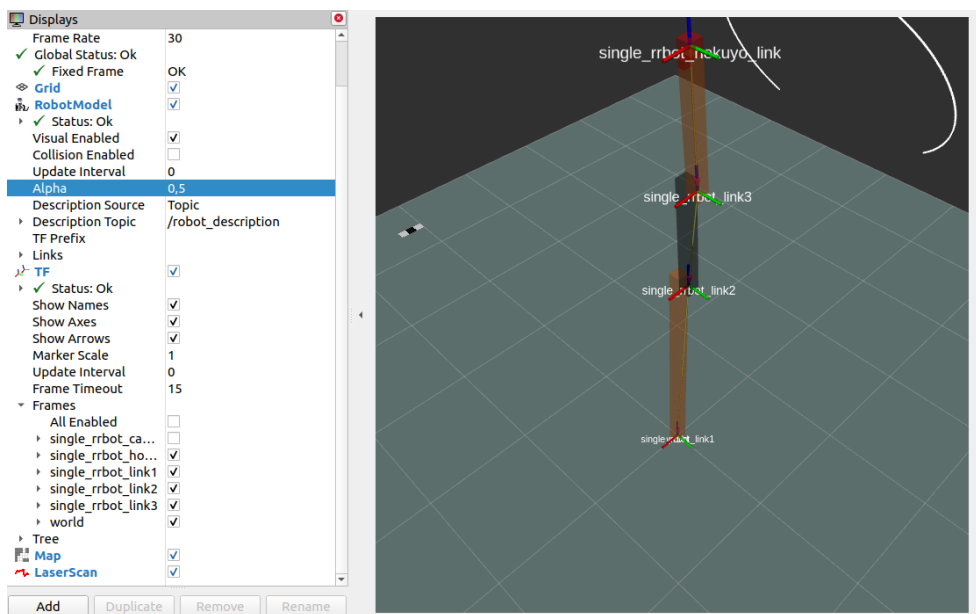 Displays
Frame Rate 30
Global Status: Ok
Fixed Frame OK
Grid
RobotModel
Status: Ok
Visual Enabled
Collision Enabled
Update Interval 0
Alpha 0,5
Description Source Topic
Description Topic /robot_description
TF Prefix
Links
TF
Status: Ok
Show Names
Show Axes
Show Arrows
Marker Scale 1
Update Interval 0
Frame Timeout 15
Frames
All Enabled
single_rrbot_ca...
single_rrbot_ho...
single_rrbot_link1
single_rrbot_link2
single_rrbot_link3
world
Tree
Map
LaserScan
Add Duplicate Remove Rename
single_rrbot_hokuyo_link
single_rrbot_link3
single_rrbot_link2